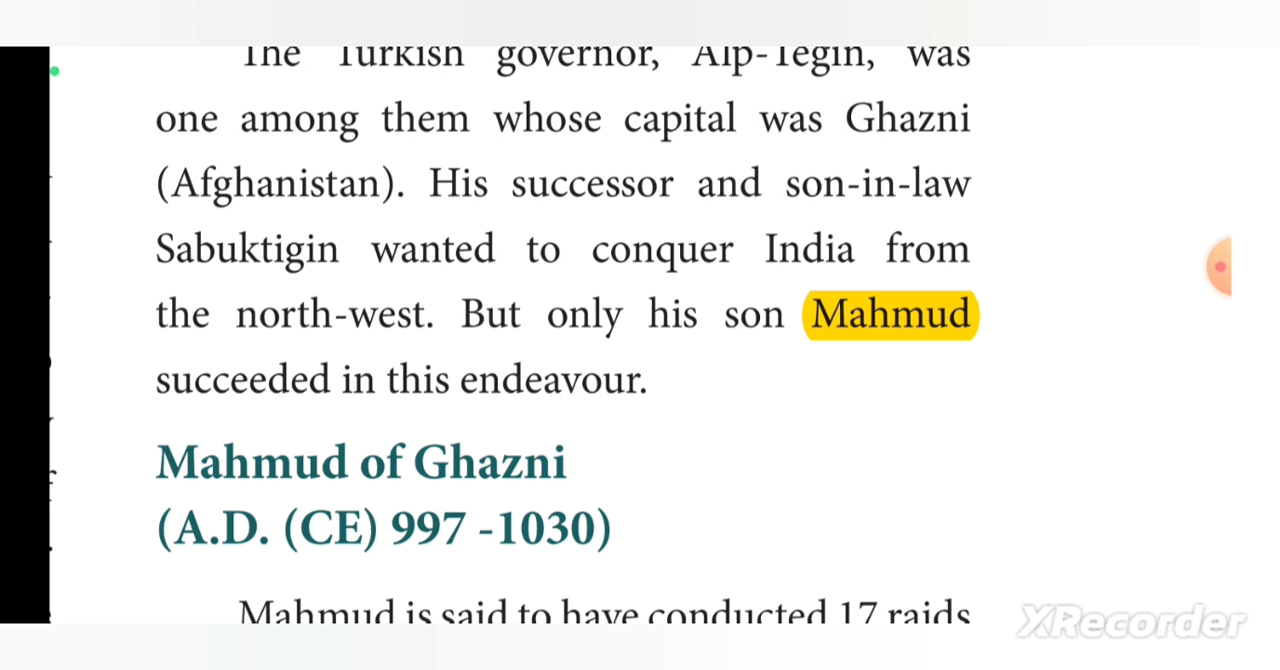 The Turkish governor, Alp-Tegin, was
one among them whose capital was Ghazni
(Afghanistan). His successor and son-in-law
Sabuktigin wanted to conquer India from
the north-west. But only his son Mahmud
succeeded in this endeavour.
Mahmud of Ghazni
(A.D. (CE) 997 -1030)
Mahmud is said to have conducted 17 raids
XRecorder